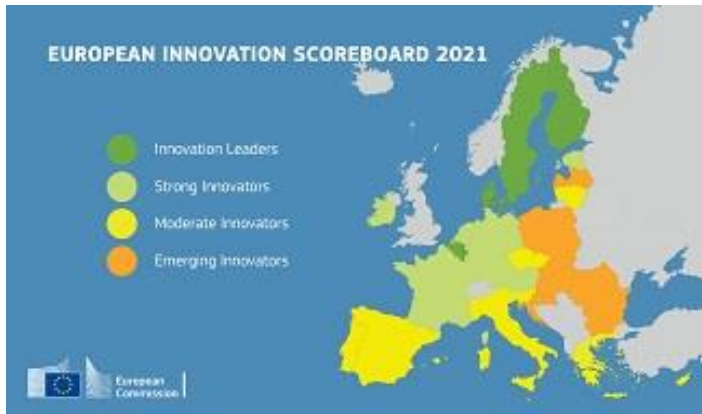 EUROPEAN INNOVATION SCOREBOARD 2021
Innovation Leaders
Strong Innovators
Moderate Innovators
Emerging Innovators
European
Commission